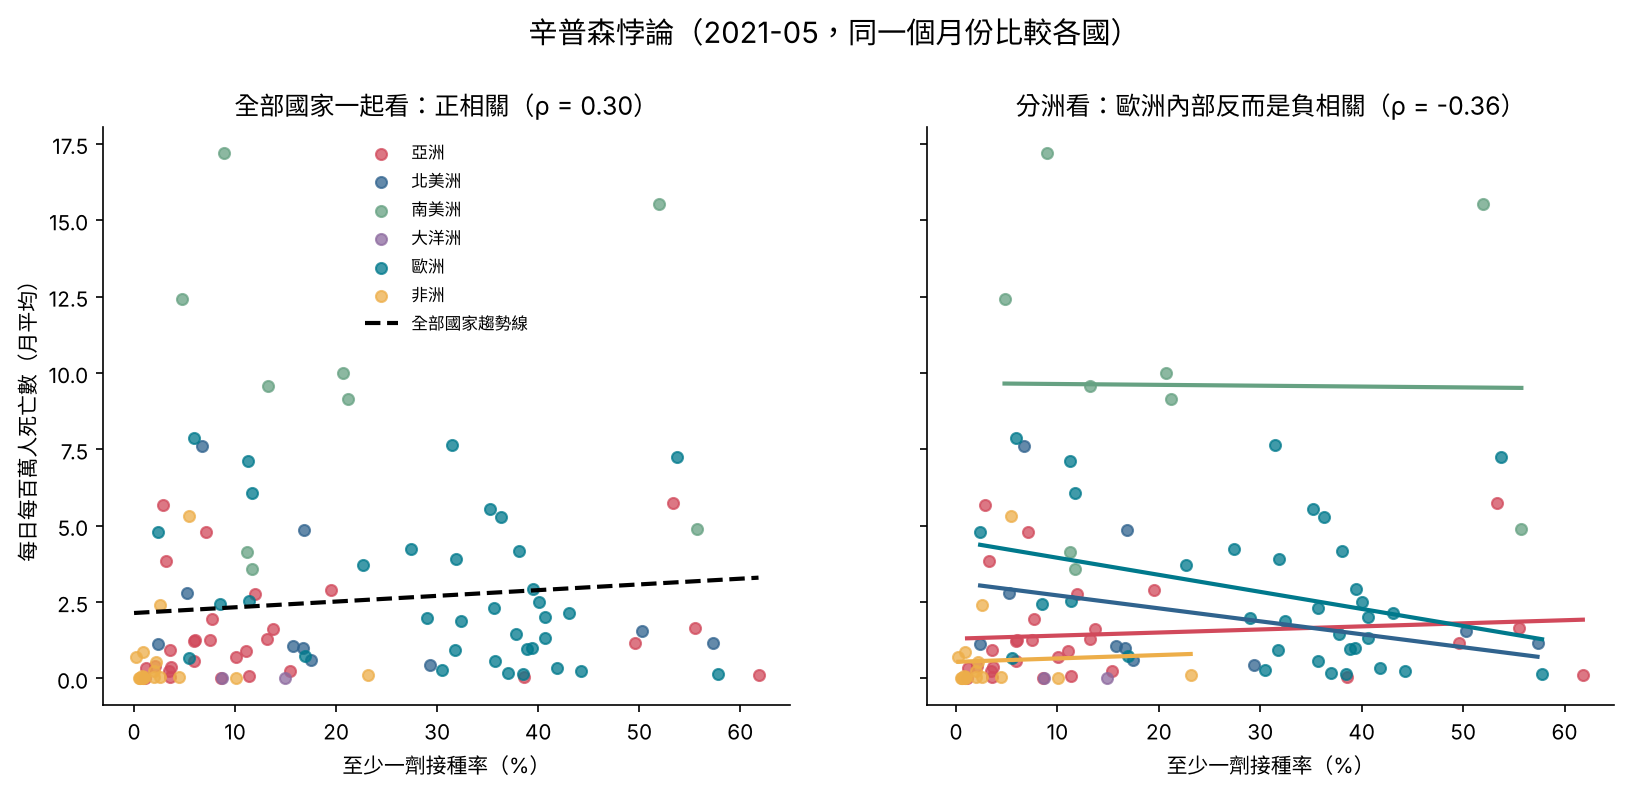 辛普森悖論（2021-05，同一個月份比較各國）
全部國家一起看：正相關（ρ = 0.30）
每日每百萬人死亡數（月平均）
17.5
15.0
12.5
10.0
7.5
5.0
2.5
0.0
亞洲
北美洲
南美洲
大洋洲
歐洲
非洲
全部國家趨勢線
0
10
20
30
40
50
60
至少一劑接種率（%）
分洲看：歐洲內部反而是負相關（ρ = -0.36）
0
10
20
30
40
50
60
至少一劑接種率（%）